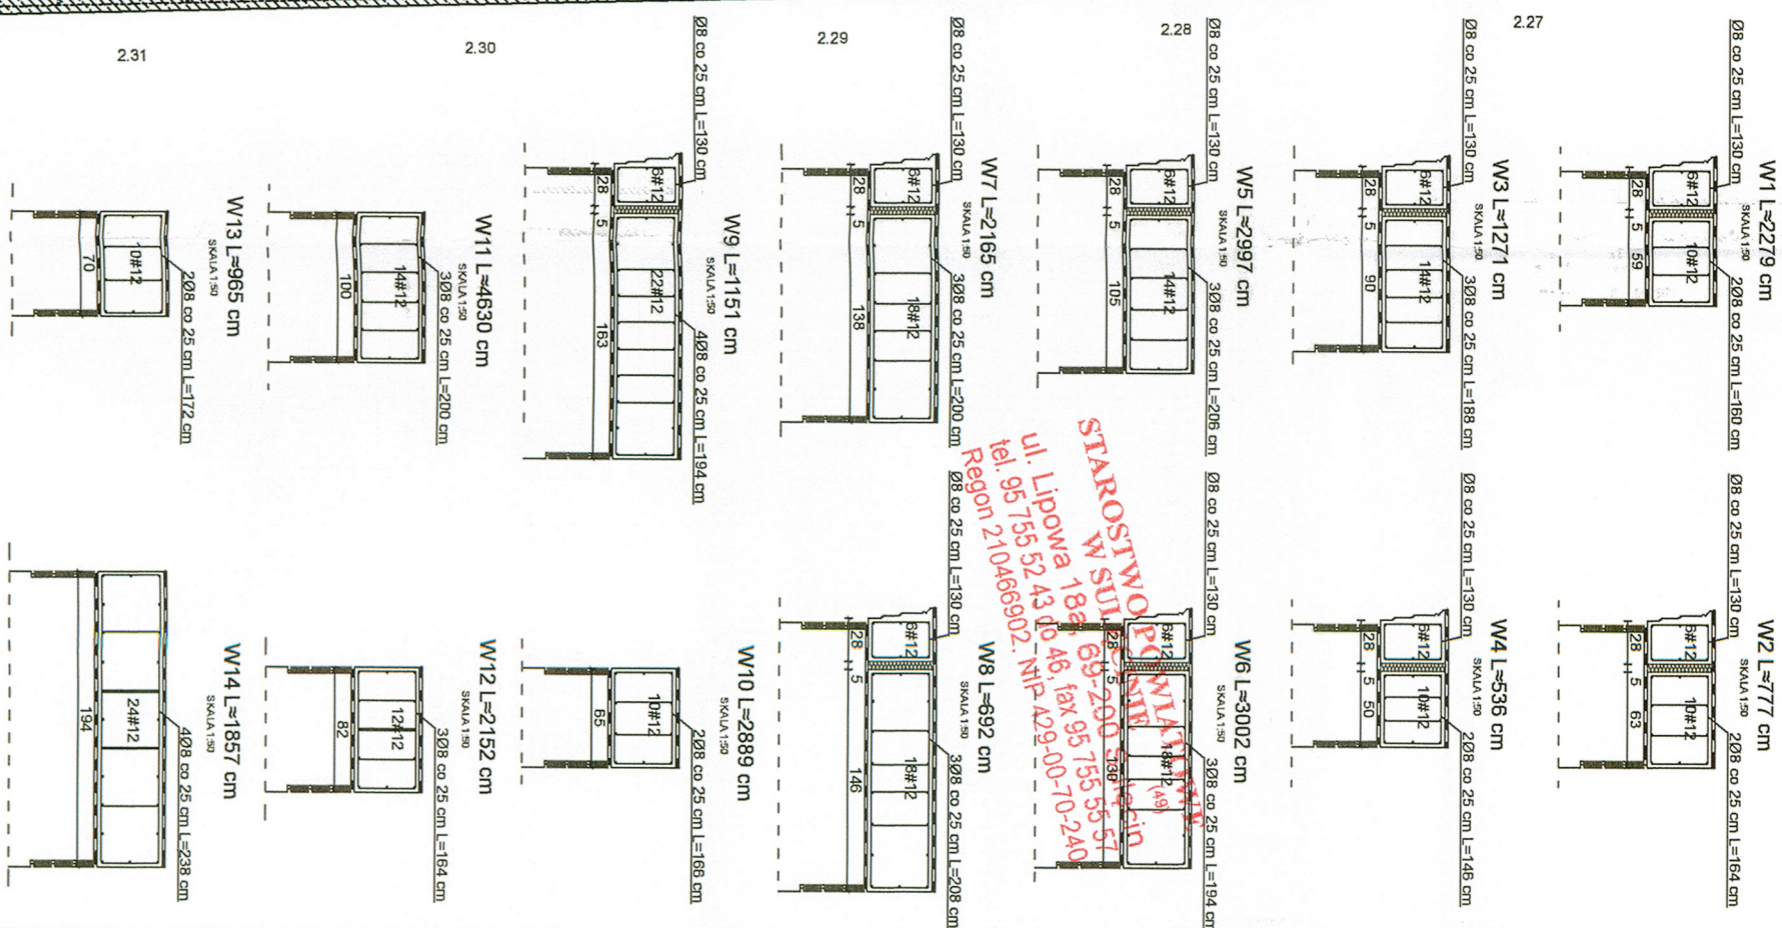 2.27
2.28
2.29
2.30
2.31
W1 L≈2279 cm
SKALA 1:50
Ø8 co 25 cm L=130 cm
2Ø8 co 25 cm L=160 cm
6#12
10#12
28
5
59
W2 L≈777 cm
SKALA 1:50
Ø8 co 25 cm L=130 cm
2Ø8 co 25 cm L=164 cm
6#12
10#12
28
5
63
W3 L≈1271 cm
SKALA 1:50
Ø8 co 25 cm L=130 cm
3Ø8 co 25 cm L=188 cm
6#12
14#12
28
5
90
W4 L≈536 cm
SKALA 1:50
Ø8 co 25 cm L=130 cm
2Ø8 co 25 cm L=146 cm
6#12
10#12
28
5
50
W5 L≈2997 cm
SKALA 1:50
Ø8 co 25 cm L=130 cm
3Ø8 co 25 cm L=206 cm
6#12
14#12
28
5
105
W6 L≈3002 cm
SKALA 1:50
Ø8 co 25 cm L=130 cm
3Ø8 co 25 cm L=194 cm
6#12
18#12
28
5
130
STAROSTWO POWIATOWE
(49)
ul. Lipowa 18a, 69-200 Sulęcin
tel. 95 755 52 43 do 46, fax 95 755 55 57
Regon 210466902, NIP 429-00-70-240
W7 L≈2165 cm
SKALA 1:50
Ø8 co 25 cm L=130 cm
3Ø8 co 25 cm L=200 cm
6#12
18#12
28
5
138
W8 L≈692 cm
SKALA 1:50
Ø8 co 25 cm L=130 cm
3Ø8 co 25 cm L=208 cm
6#12
18#12
28
5
146
W9 L≈1151 cm
SKALA 1:50
Ø8 co 25 cm L=130 cm
4Ø8 co 25 cm L=194 cm
6#12
22#12
28
5
163
W10 L≈2889 cm
SKALA 1:50
2Ø8 co 25 cm L=166 cm
10#12
65
W11 L≈4630 cm
SKALA 1:50
3Ø8 co 25 cm L=200 cm
14#12
100
W12 L≈2152 cm
SKALA 1:50
3Ø8 co 25 cm L=164 cm
12#12
82
W13 L≈965 cm
SKALA 1:50
2Ø8 co 25 cm L=172 cm
10#12
70
W14 L≈1857 cm
SKALA 1:50
4Ø8 co 25 cm L=238 cm
24#12
194